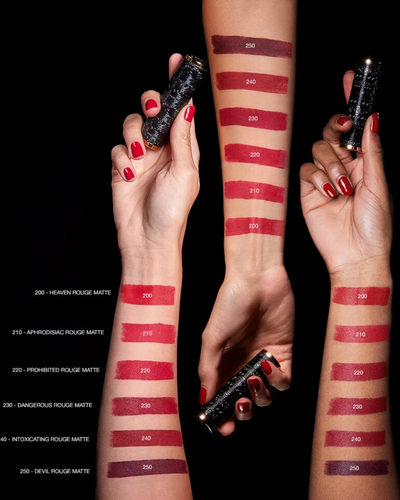 250
240
230
220
210
200
200 - HEAVEN ROUGE MATTE 200 200
210 - APHRODISIAC ROUGE MATTE 210 210
220 - PROHIBITED ROUGE MATTE 220 220
230 - DANGEROUS ROUGE MATTE 230 230
40 - INTOXICATING ROUGE MATTE 240 240
250 - DEVIL ROUGE MATTE 250 250